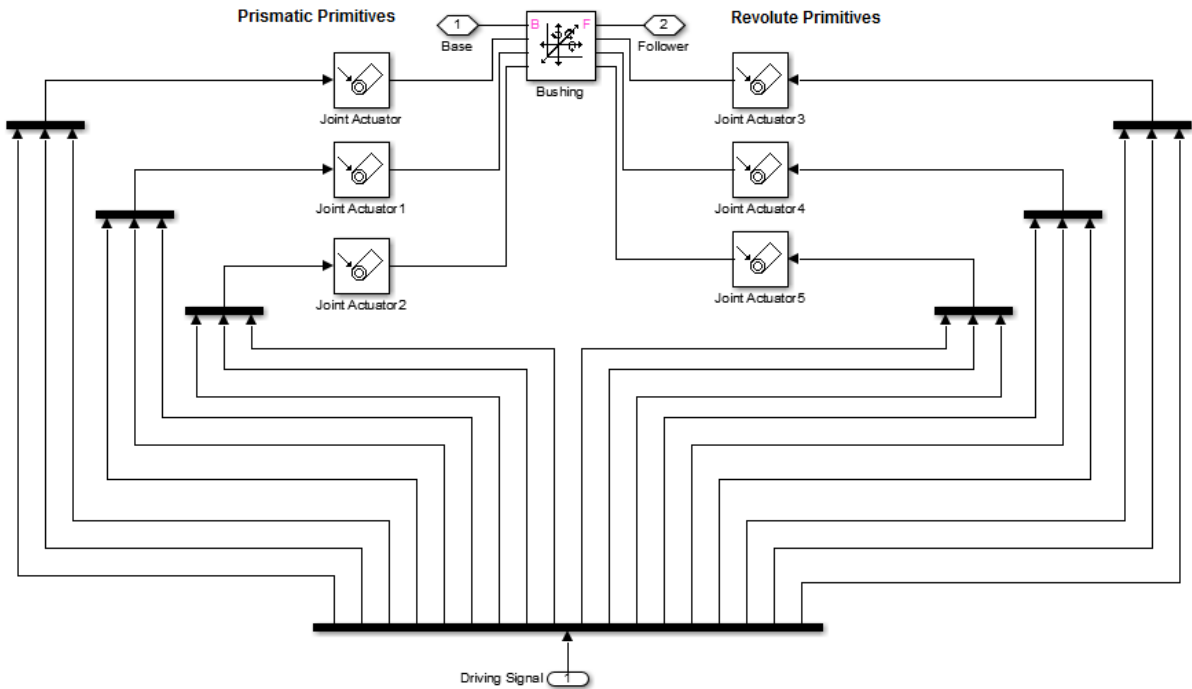 Prismatic Primitives
Revolute Primitives
1
Base
B
F
Bushing
2
Follower
Joint Actuator
Joint Actuator3
Joint Actuator1
Joint Actuator4
Joint Actuator2
Joint Actuator5
Driving Signal
1